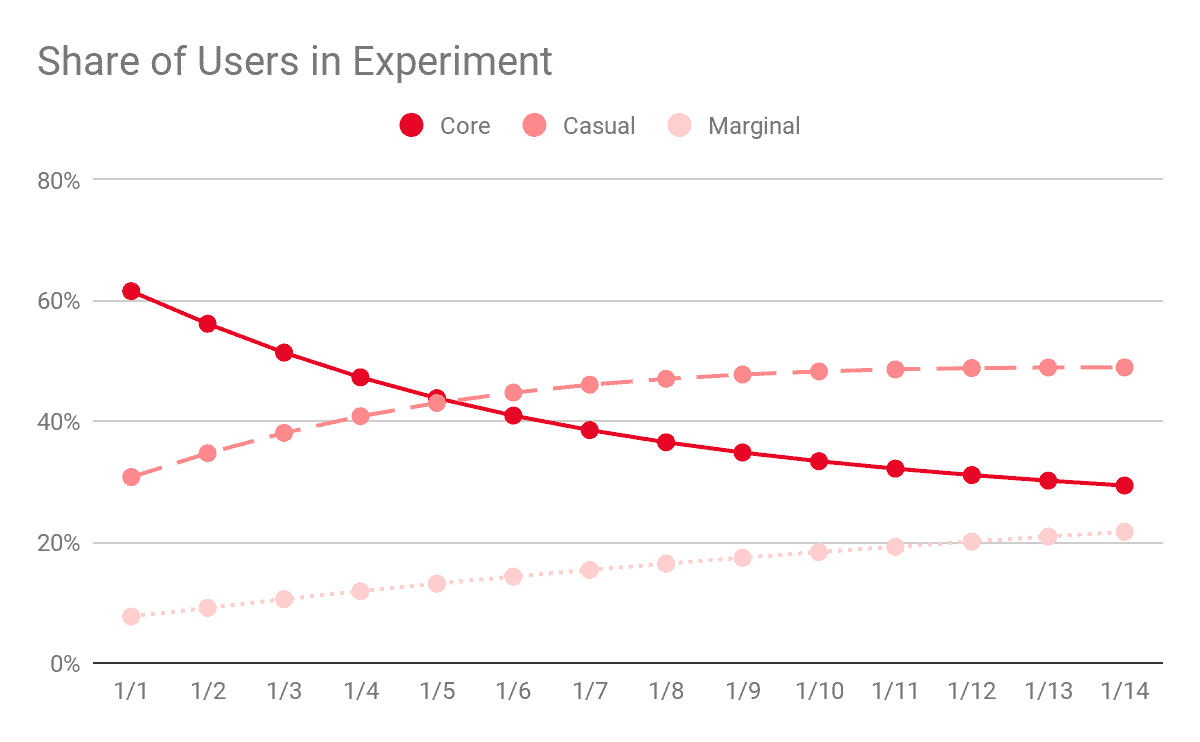 Share of Users in Experiment
Core Casual Marginal
80%
60%
40%
20%
0%
1/1 1/2 1/3 1/4 1/5 1/6 1/7 1/8 1/9 1/10 1/11 1/12 1/13 1/14